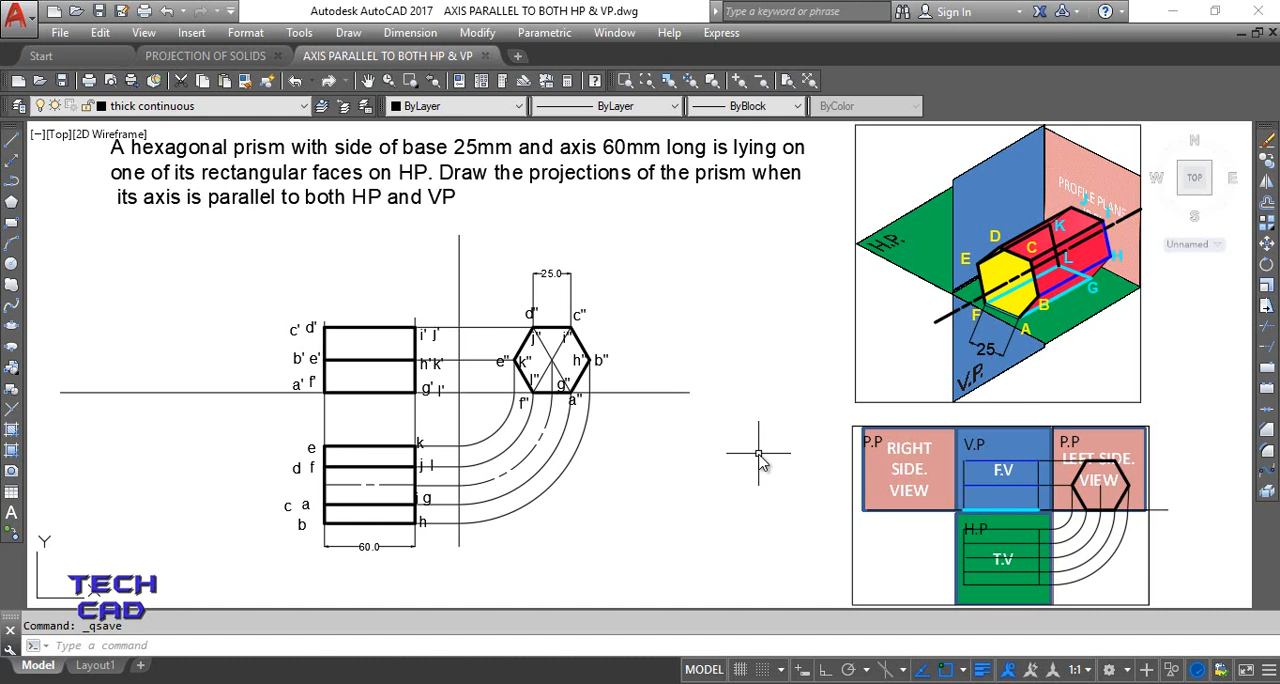 Autodesk AutoCAD 2017 AXIS PARALLEL TO BOTH HP & VP.dwg
Type a keyword or phrase
Sign In
File Edit View Insert Format Tools Draw Dimension Modify Parametric Window Help Express
Start
PROJECTION OF SOLIDS
AXIS PARALLEL TO BOTH HP & VP
thick continuous
ByLayer
ByLayer
ByBlock
ByColor
[−][Top][2D Wireframe]
A hexagonal prism with side of base 25mm and axis 60mm long is lying on
one of its rectangular faces on HP. Draw the projections of the prism when
its axis is parallel to both HP and VP
25.0
c' d'
i' j'
b' e'
h' k'
a' f'
g' l'
d" c"
j" i"
e" k" h" b"
l" g"
f" a"
e k
d f j l
c a i g
b h
60.0
H.P.
V.P.
PROFILE PLANE
D C K J I
E L H
F B G
A
25
N
W TOP E
S
Unnamed
P.P
RIGHT
SIDE.
VIEW
V.P
F.V
P.P
LEFT SIDE.
VIEW
H.P
T.V
Y
X
TECH
CAD
Command: _qsave
Type a command
Model Layout1
MODEL
1:1